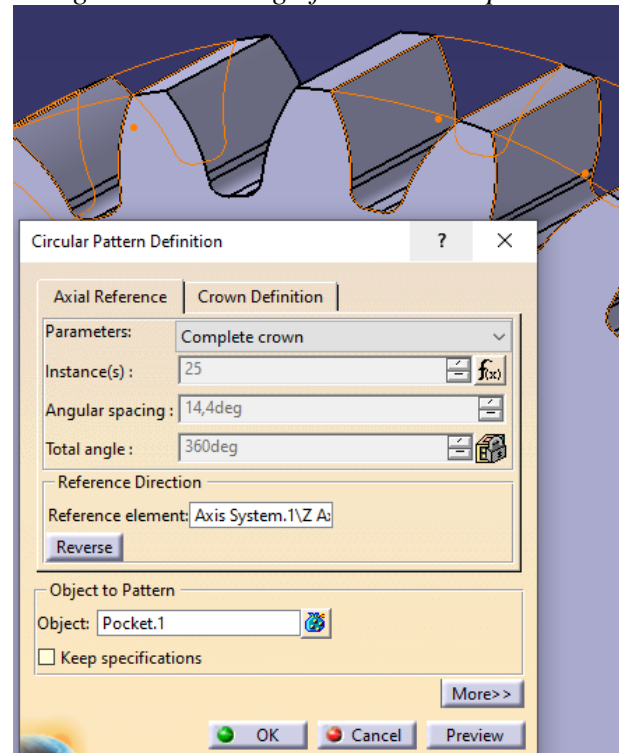 Circular Pattern Definition ? ×
Axial Reference Crown Definition
Parameters: Complete crown
Instance(s) : 25 f(x)
Angular spacing : 14,4deg
Total angle : 360deg
Reference Direction
Reference element: Axis System.1\Z A
Reverse
Object to Pattern
Object: Pocket.1
Keep specifications
More>>
OK Cancel Preview